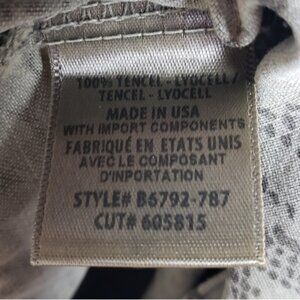 100% TENCEL - LYOCELL /
TENCEL - LYOCELL
MADE IN USA
WITH IMPORT COMPONENTS
FABRIQUÉ EN ETATS UNIS
AVEC LE COMPOSANT
D'INPORTATION
STYLE# B6792-787
CUT# 605815